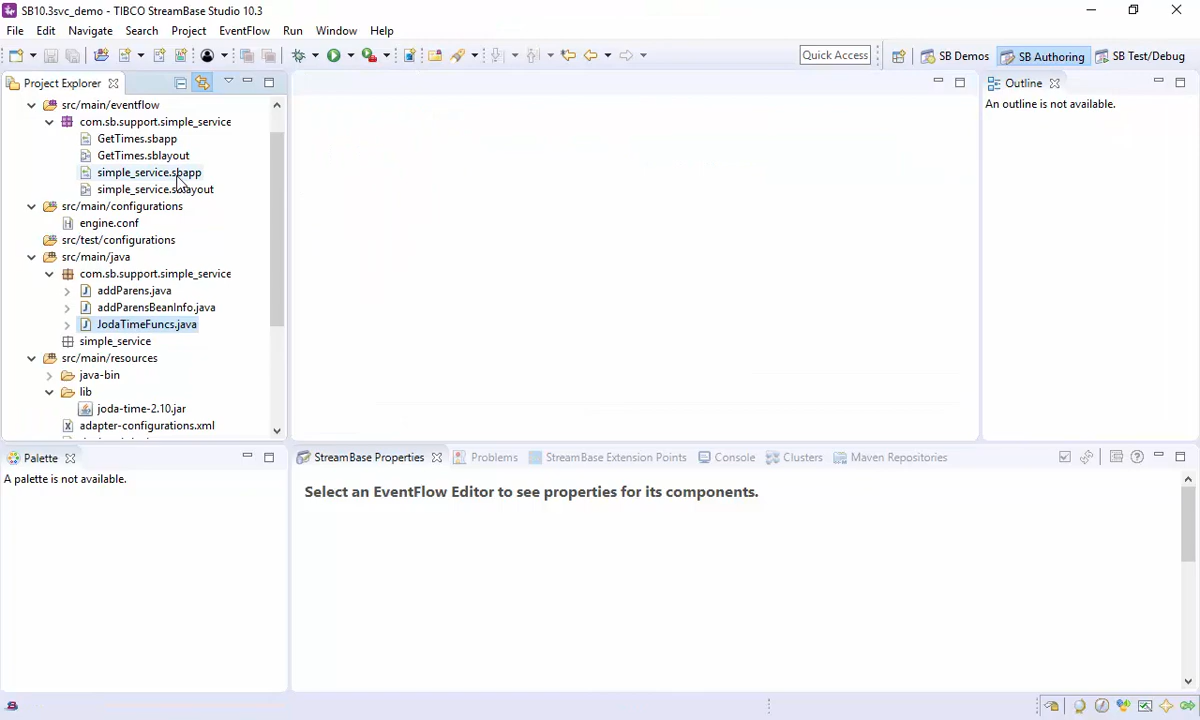 SB10.3svc_demo - TIBCO StreamBase Studio 10.3
File Edit Navigate Search Project EventFlow Run Window Help
Quick Access SB Demos SB Authoring SB Test/Debug
Project Explorer
src/main/eventflow
com.sb.support.simple_service
GetTimes.sbapp
GetTimes.sblayout
simple_service.sbapp
simple_service.sblayout
src/main/configurations
engine.conf
src/test/configurations
src/main/java
com.sb.support.simple_service
addParens.java
addParensBeanInfo.java
JodaTimeFuncs.java
simple_service
src/main/resources
java-bin
lib
joda-time-2.10.jar
adapter-configurations.xml
Outline
An outline is not available.
Palette
A palette is not available.
StreamBase Properties Problems StreamBase Extension Points Console Clusters Maven Repositories
Select an EventFlow Editor to see properties for its components.